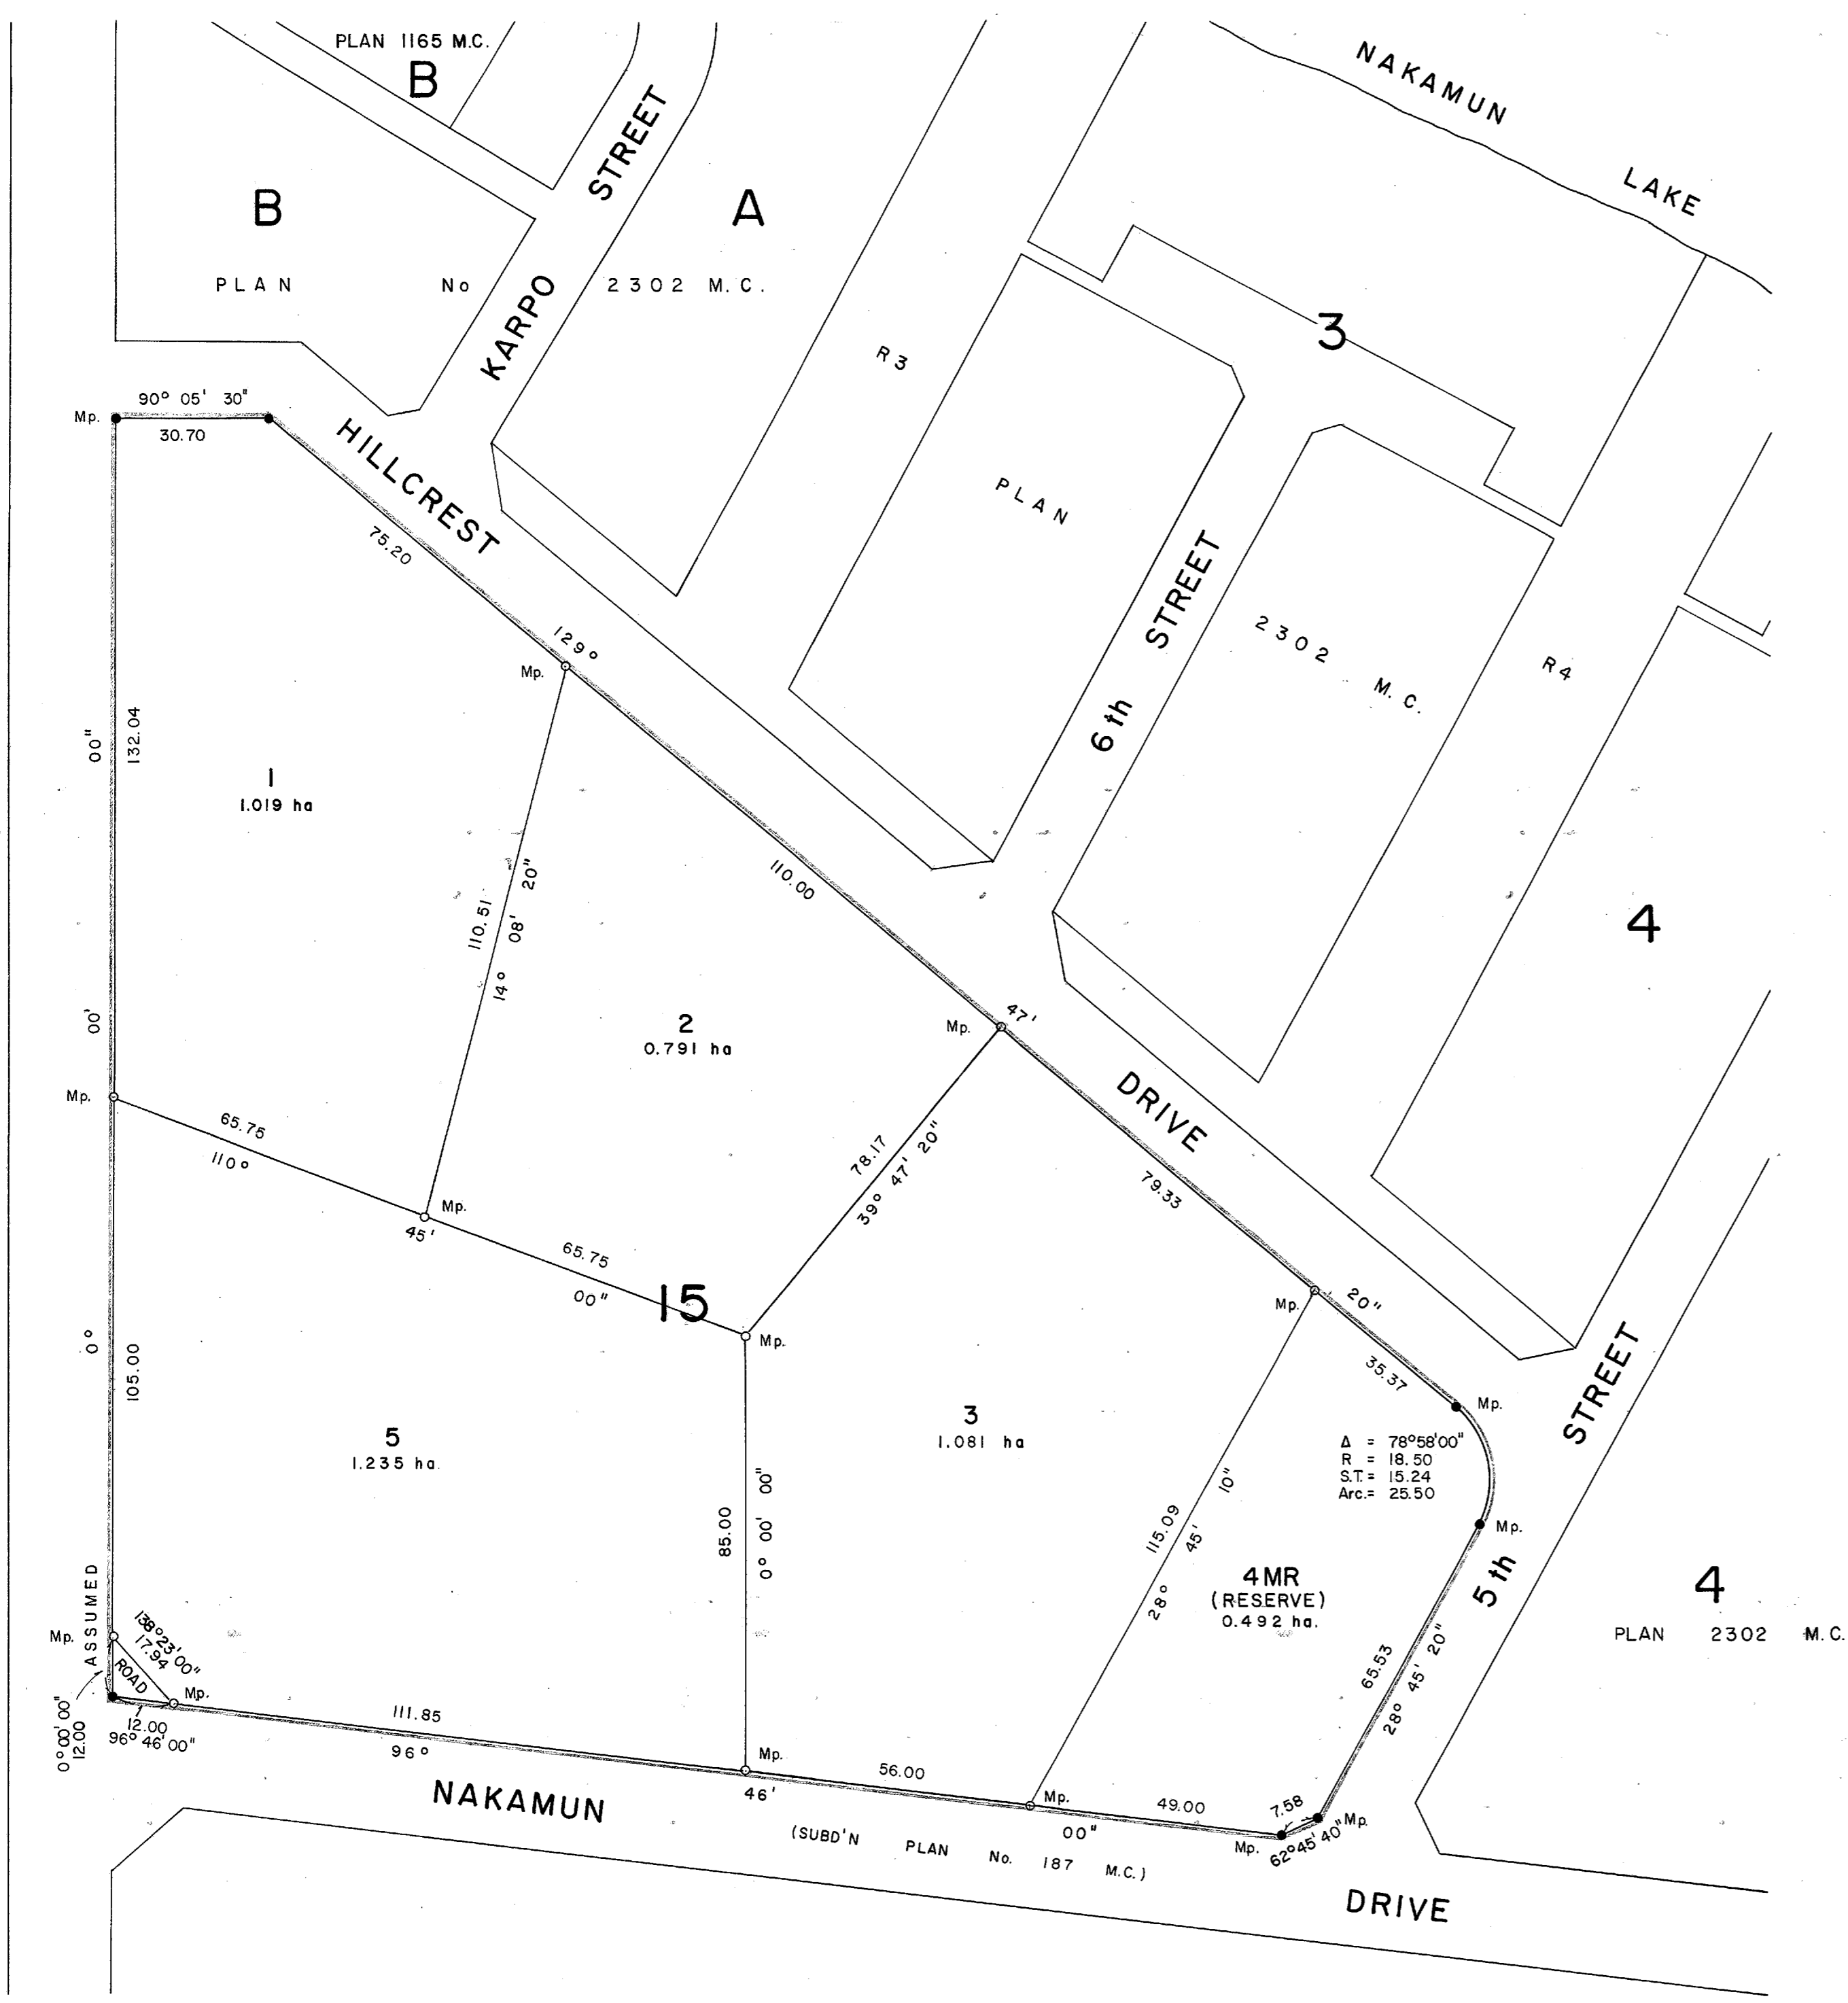 PLAN 1165 M.C.
B
NAKAMUN
LAKE
KARPO STREET
B
A
PLAN No 2302 M.C.
R3
3
90° 05' 30"
Mp.
30.70
HILLCREST
75.20
PLAN
6th STREET
2302 M.C.
R4
129°
Mp.
00"
132.04
1
1.019 ha
110.00
110.51
14° 08' 20"
4
2
0.791 ha
Mp.
47'
00'
Mp.
DRIVE
65.75
110°
78.17
39° 47' 20"
79.33
Mp.
45'
65.75
00"
15
Mp.
Mp.
20"
0°
105.00
35.37
Mp.
STREET
5
1.235 ha.
3
1.081 ha
Δ = 78°58'00"
R = 18.50
S.T. = 15.24
Arc. = 25.50
85.00
0° 00' 00"
115.09
28° 45' 10"
Mp.
5th
4MR
(RESERVE)
0.492 ha.
4
PLAN 2302 M.C.
ASSUMED
Mp.
138°23'00"
17.94
ROAD
Mp.
65.53
28° 45' 20"
0°00'00"
12.00
12.00
96°46'00"
111.85
96°
Mp.
46'
56.00
Mp.
00"
49.00
7.58
Mp.
Mp.
62°45'40"
NAKAMUN
(SUBD'N PLAN No. 187 M.C.)
DRIVE